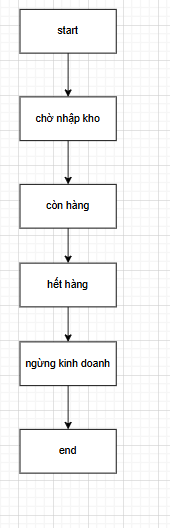 start
chờ nhập kho
còn hàng
hết hàng
ngừng kinh doanh
end